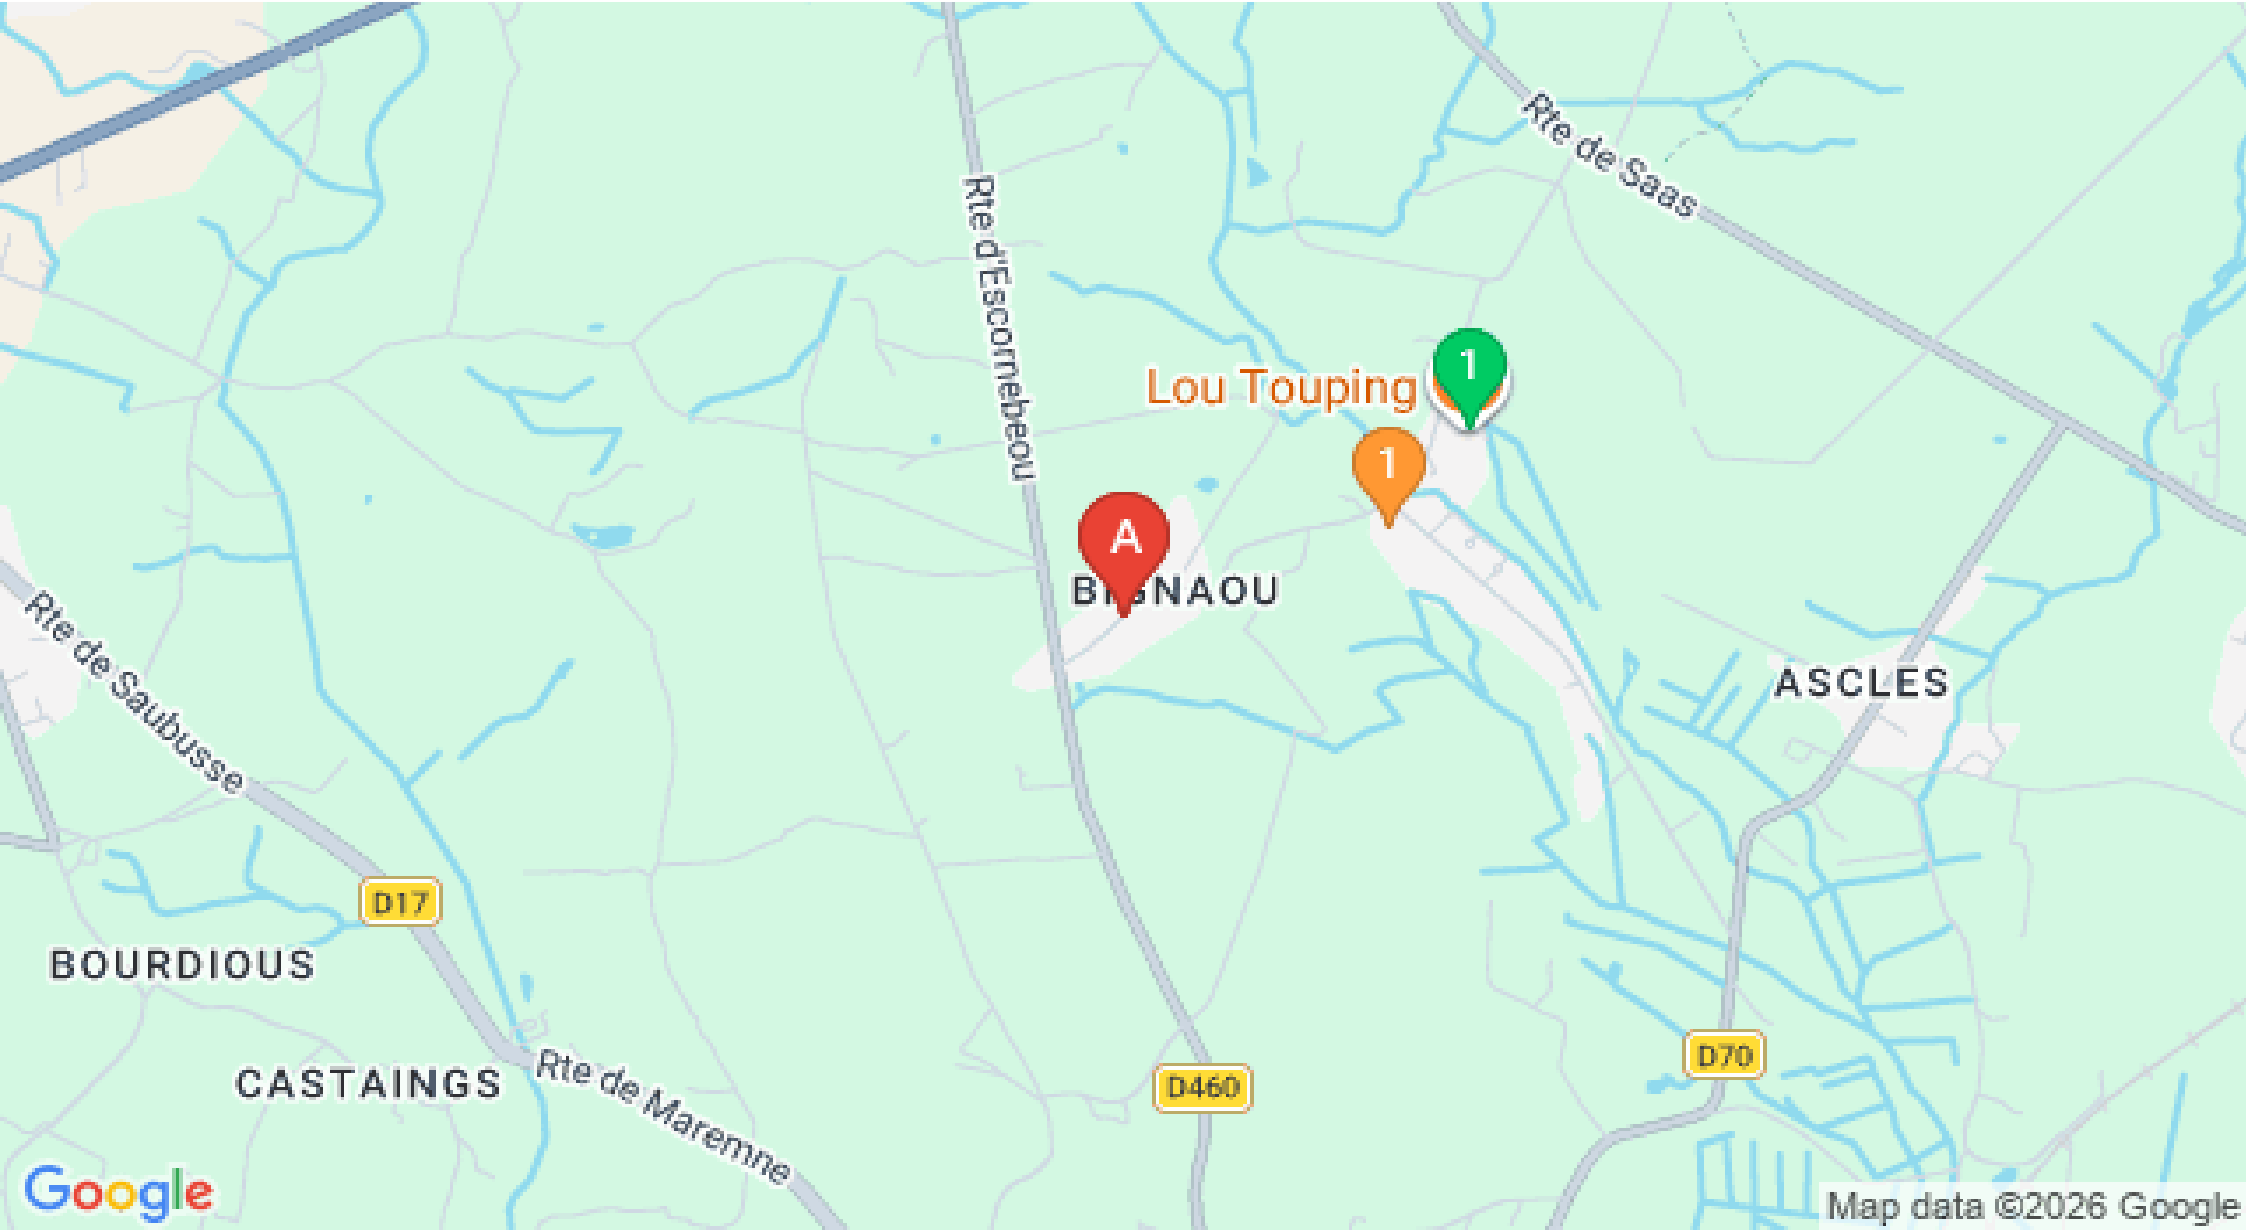 Rte de Saas
Rte d'Escornebeou
1
Lou Touping
1
A
BIGNAOU
Rte de Saubusse
ASCLES
D17
BOURDIOUS
D70
Rte de Maremne
CASTAINGS
D460
Google
Map data ©2026 Google